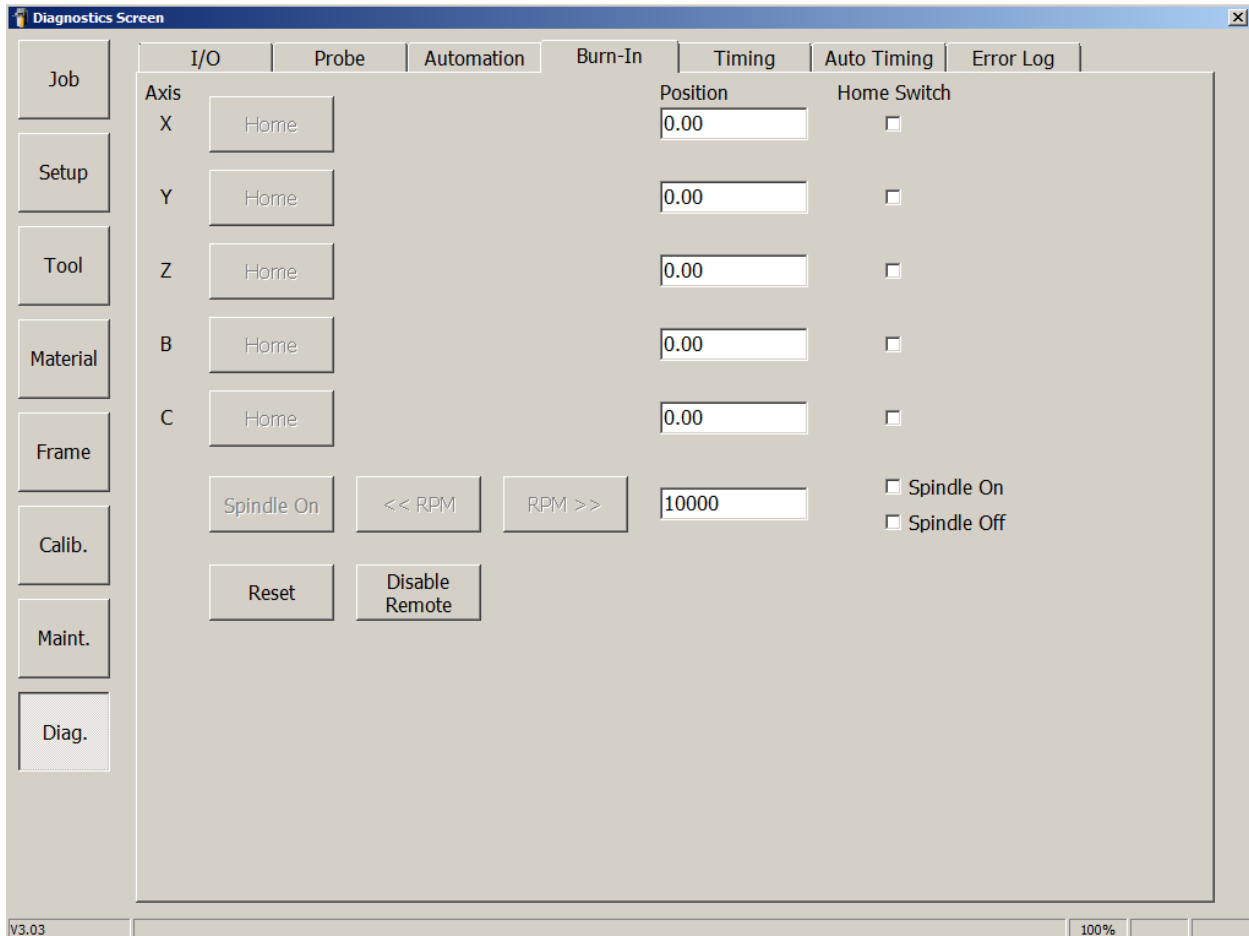 Diagnostics Screen
I/O Probe Automation Burn-In Timing Auto Timing Error Log
Job
Setup
Tool
Material
Frame
Calib.
Maint.
Diag.
Axis Position Home Switch
X Home 0.00
Y Home 0.00
Z Home 0.00
B Home 0.00
C Home 0.00
Spindle On << RPM RPM >> 10000
Spindle On
Spindle Off
Reset
Disable
Remote
V3.03 100%